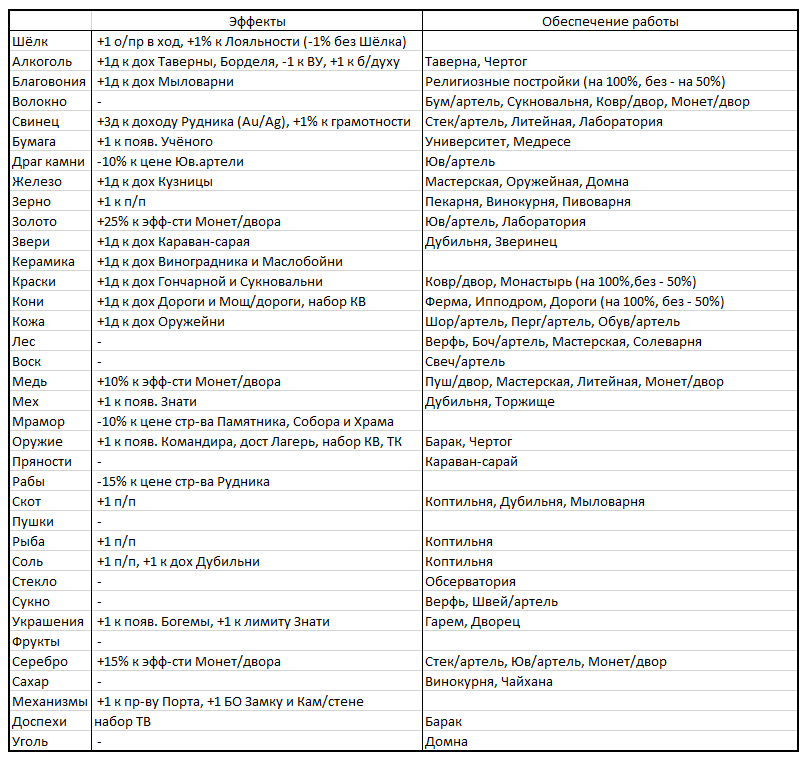 Эффекты Обеспечение работы
Шёлк +1 о/пр в ход, +1% к Лояльности (-1% без Шёлка)
Алкоголь +1д к дох Таверны, Борделя, -1 к ВУ, +1 к б/духу Таверна, Чертог
Благовония +1д к дох Мыловарни Религиозные постройки (на 100%, без - на 50%)
Волокно - Бум/артель, Сукновальня, Ковр/двор, Монет/двор
Свинец +3д к доходу Рудника (Au/Ag), +1% к грамотности Стек/артель, Литейная, Лаборатория
Бумага +1 к появ. Учёного Университет, Медресе
Драг камни -10% к цене Юв.артели Юв/артель
Железо +1д к дох Кузницы Мастерская, Оружейная, Домна
Зерно +1 к п/п Пекарня, Винокурня, Пивоварня
Золото +25% к эфф-сти Монет/двора Юв/артель, Лаборатория
Звери +1д к дох Караван-сарая Дубильня, Зверинец
Керамика +1д к дох Виноградника и Маслобойни
Краски +1д к дох Гончарной и Сукновальни Ковр/двор, Монастырь (на 100%,без - 50%)
Кони +1д к дох Дороги и Мощ/дороги, набор КВ Ферма, Ипподром, Дороги (на 100%, без - 50%)
Кожа +1д к дох Оружейни Шор/артель, Перг/артель, Обув/артель
Лес - Верфь, Боч/артель, Мастерская, Солеварня
Воск - Свеч/артель
Медь +10% к эфф-сти Монет/двора Пуш/двор, Мастерская, Литейная, Монет/двор
Мех +1 к появ. Знати Дубильня, Торжище
Мрамор -10% к цене стр-ва Памятника, Собора и Храма
Оружие +1 к появ. Командира, дост Лагерь, набор КВ, ТК Барак, Чертог
Пряности - Караван-сарай
Рабы -15% к цене стр-ва Рудника
Скот +1 п/п Коптильня, Дубильня, Мыловарня
Пушки -
Рыба +1 п/п Коптильня
Соль +1 п/п, +1 к дох Дубильни Коптильня
Стекло - Обсерватория
Сукно - Верфь, Швей/артель
Украшения +1 к появ. Богемы, +1 к лимиту Знати Гарем, Дворец
Фрукты -
Серебро +15% к эфф-сти Монет/двора Стек/артель, Юв/артель, Монет/двор
Сахар - Винокурня, Чайхана
Механизмы +1 к пр-ву Порта, +1 БО Замку и Кам/стене
Доспехи набор ТВ Барак
Уголь - Домна